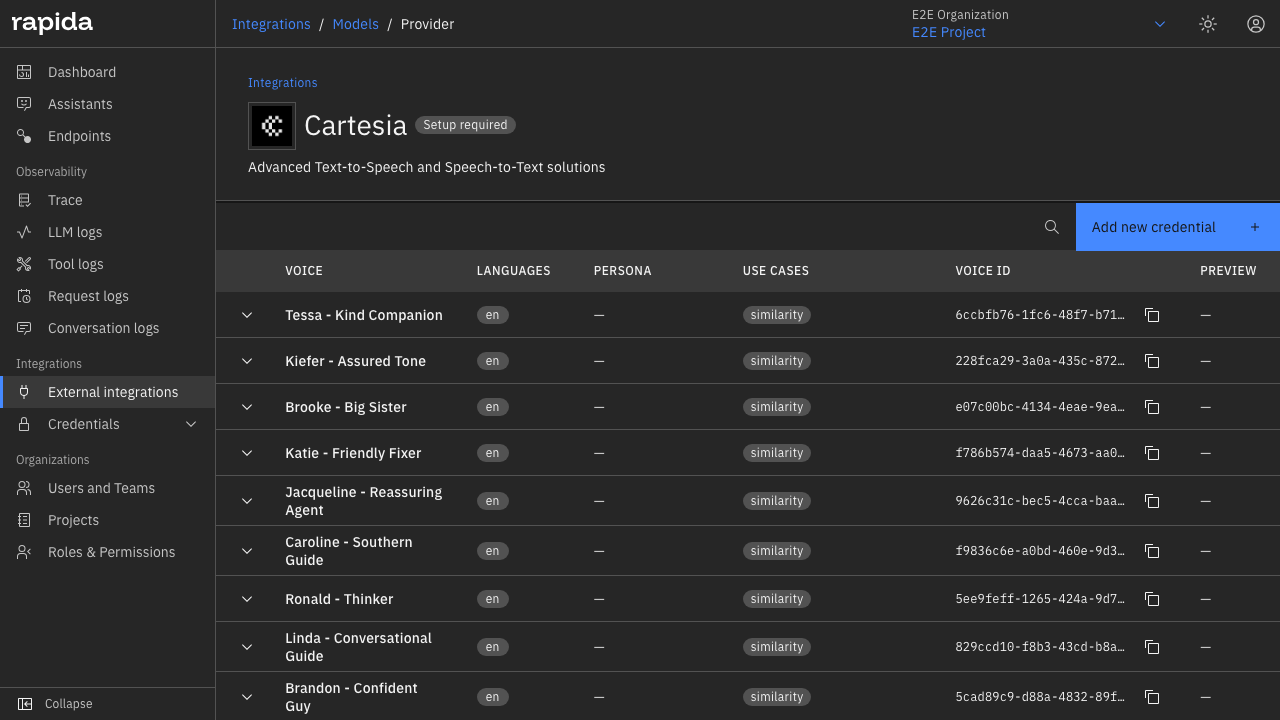 rapida
Integrations / Models / Provider
E2E Organization
E2E Project
Dashboard
Assistants
Endpoints
Observability
Trace
LLM logs
Tool logs
Request logs
Conversation logs
Integrations
External integrations
Credentials
Organizations
Users and Teams
Projects
Roles & Permissions
Collapse
Integrations
Cartesia Setup required
Advanced Text-to-Speech and Speech-to-Text solutions
Add new credential +
VOICE LANGUAGES PERSONA USE CASES VOICE ID PREVIEW
Tessa - Kind Companion en — similarity 6ccbfb76-1fc6-48f7-b71… —
Kiefer - Assured Tone en — similarity 228fca29-3a0a-435c-872… —
Brooke - Big Sister en — similarity e07c00bc-4134-4eae-9ea… —
Katie - Friendly Fixer en — similarity f786b574-daa5-4673-aa0… —
Jacqueline - Reassuring
Agent en — similarity 9626c31c-bec5-4cca-baa… —
Caroline - Southern
Guide en — similarity f9836c6e-a0bd-460e-9d3… —
Ronald - Thinker en — similarity 5ee9feff-1265-424a-9d7… —
Linda - Conversational
Guide en — similarity 829ccd10-f8b3-43cd-b8a… —
Brandon - Confident
Guy en — similarity 5cad89c9-d88a-4832-89f… —